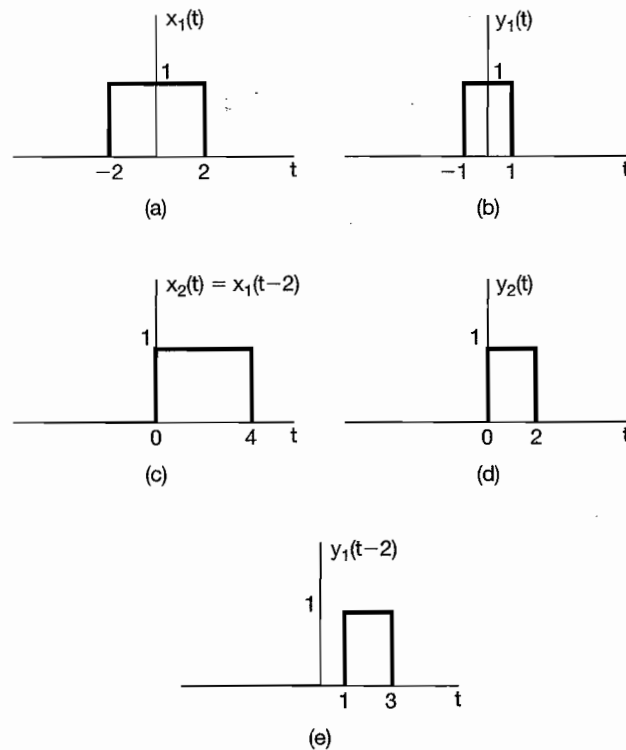 x₁(t)
1
−2 2 t
(a)
y₁(t)
1
−1 1 t
(b)
x₂(t) = x₁(t−2)
1
0 4 t
(c)
y₂(t)
1
0 2 t
(d)
y₁(t−2)
1
1 3 t
(e)